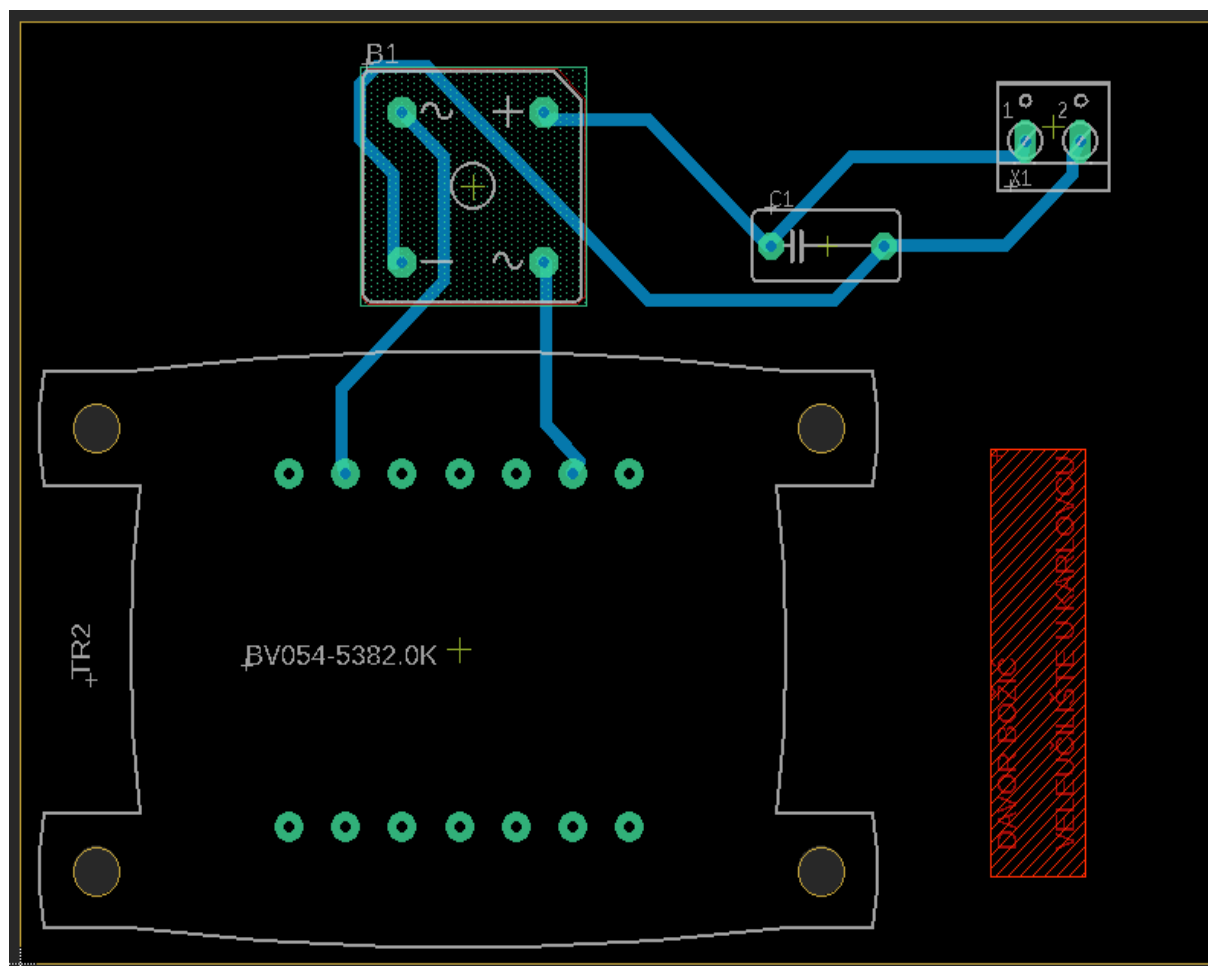 B1
~ +
- ~
1 2
X1
C1
TR2
BV054-5382.0K
DAVOR BOŽIĆ
VELEUČILIŠTE U KARLOVCU